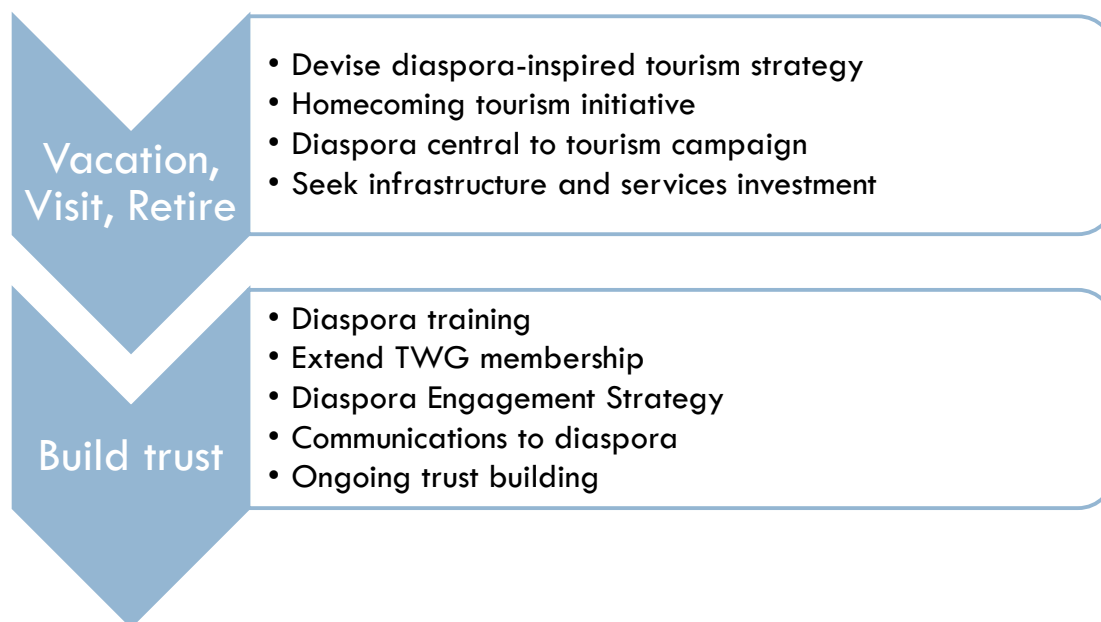 Vacation,
Visit, Retire
• Devise diaspora-inspired tourism strategy
• Homecoming tourism initiative
• Diaspora central to tourism campaign
• Seek infrastructure and services investment
Build trust
• Diaspora training
• Extend TWG membership
• Diaspora Engagement Strategy
• Communications to diaspora
• Ongoing trust building